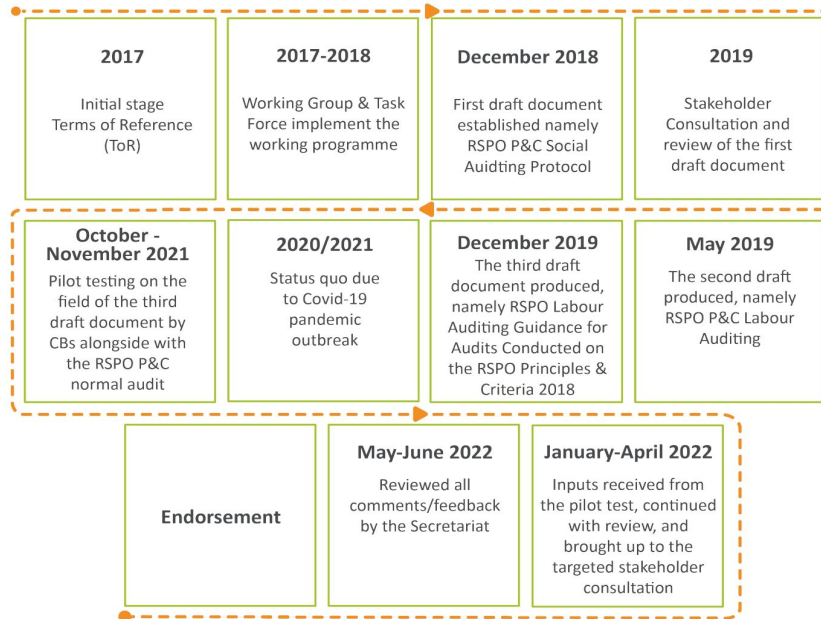 2017
Initial stage
Terms of Reference
(ToR)
2017-2018
Working Group & Task
Force implement the
working programme
December 2018
First draft document
established namely
RSPO P&C Social
Auidting Protocol
2019
Stakeholder
Consultation and
review of the first
draft document
May 2019
The second draft
produced, namely
RSPO P&C Labour
Auditing
December 2019
The third draft
document produced,
namely RSPO Labour
Auditing Guidance for
Audits Conducted on
the RSPO Principles &
Criteria 2018
2020/2021
Status quo due
to Covid-19
pandemic
outbreak
October -
November 2021
Pilot testing on the
field of the third
draft document by
CBs alongside with
the RSPO P&C
normal audit
January-April 2022
Inputs received from
the pilot test, continued
with review, and
brought up to the
targeted stakeholder
consultation
May-June 2022
Reviewed all
comments/feedback
by the Secretariat
Endorsement